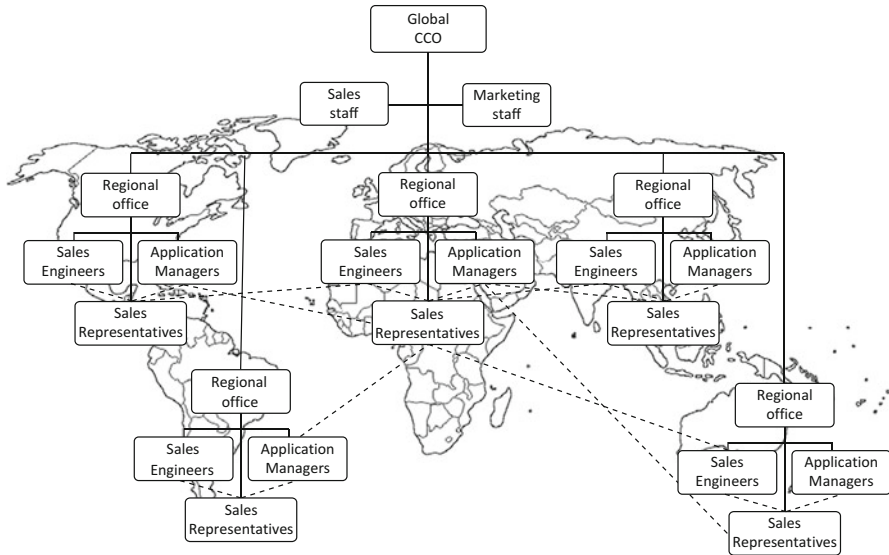 Global
CCO
Sales
staff
Marketing
staff
Regional
office
Regional
office
Regional
office
Sales
Engineers
Application
Managers
Sales
Engineers
Application
Managers
Sales
Engineers
Application
Managers
Sales
Representatives
Sales
Representatives
Sales
Representatives
Regional
office
Regional
office
Sales
Engineers
Application
Managers
Sales
Engineers
Application
Managers
Sales
Representatives
Sales
Representatives